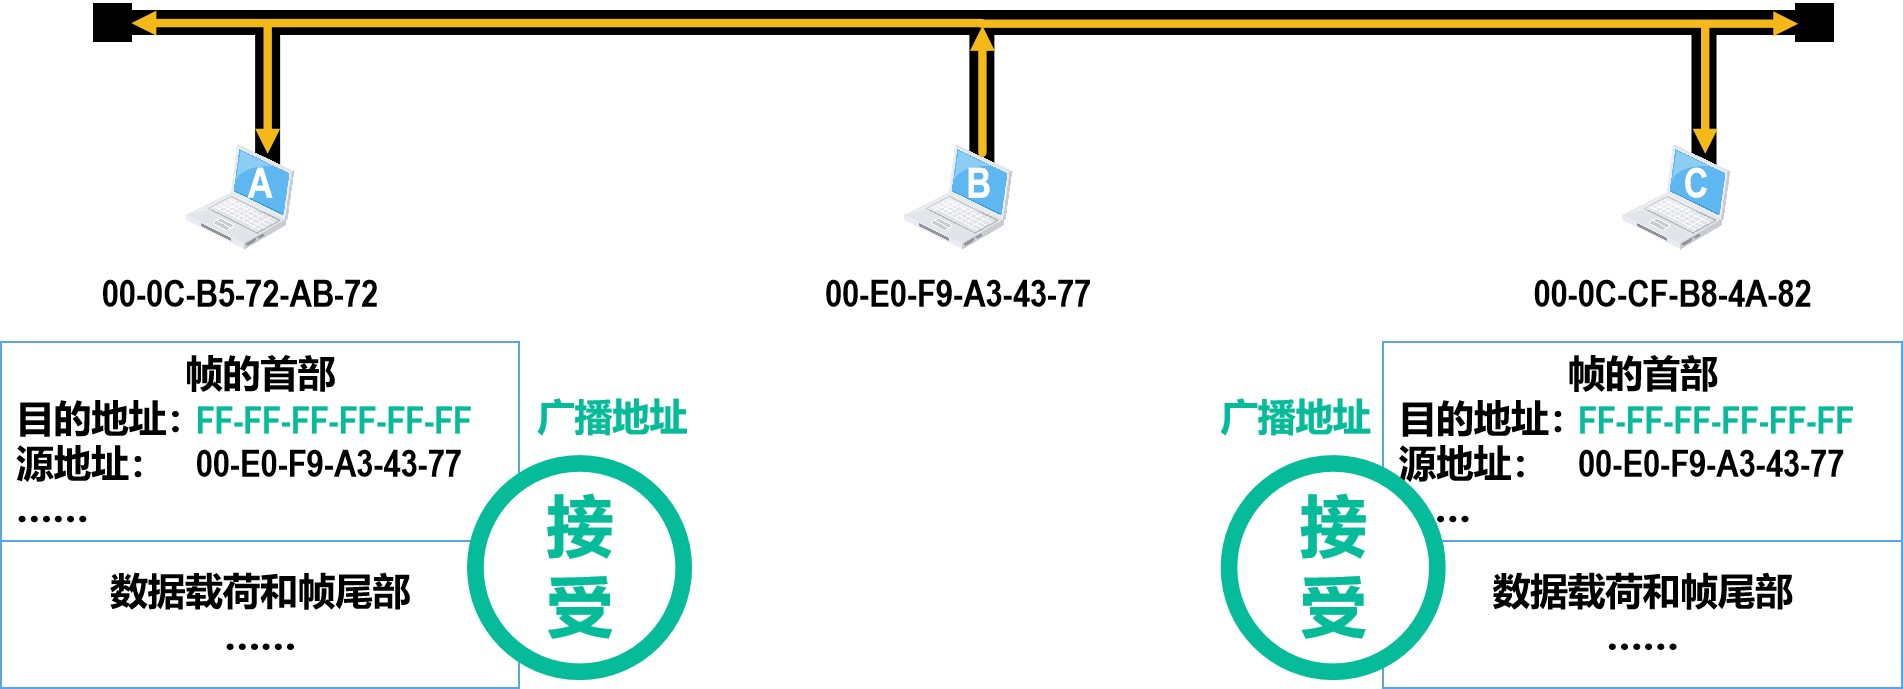 A
B
C
00-0C-B5-72-AB-72
00-E0-F9-A3-43-77
00-0C-CF-B8-4A-82
帧的首部
目的地址：FF-FF-FF-FF-FF-FF
源地址： 00-E0-F9-A3-43-77
......
数据载荷和帧尾部
......
广播地址
接
受
广播地址
接
受
帧的首部
目的地址：FF-FF-FF-FF-FF-FF
源地址： 00-E0-F9-A3-43-77
...
数据载荷和帧尾部
......